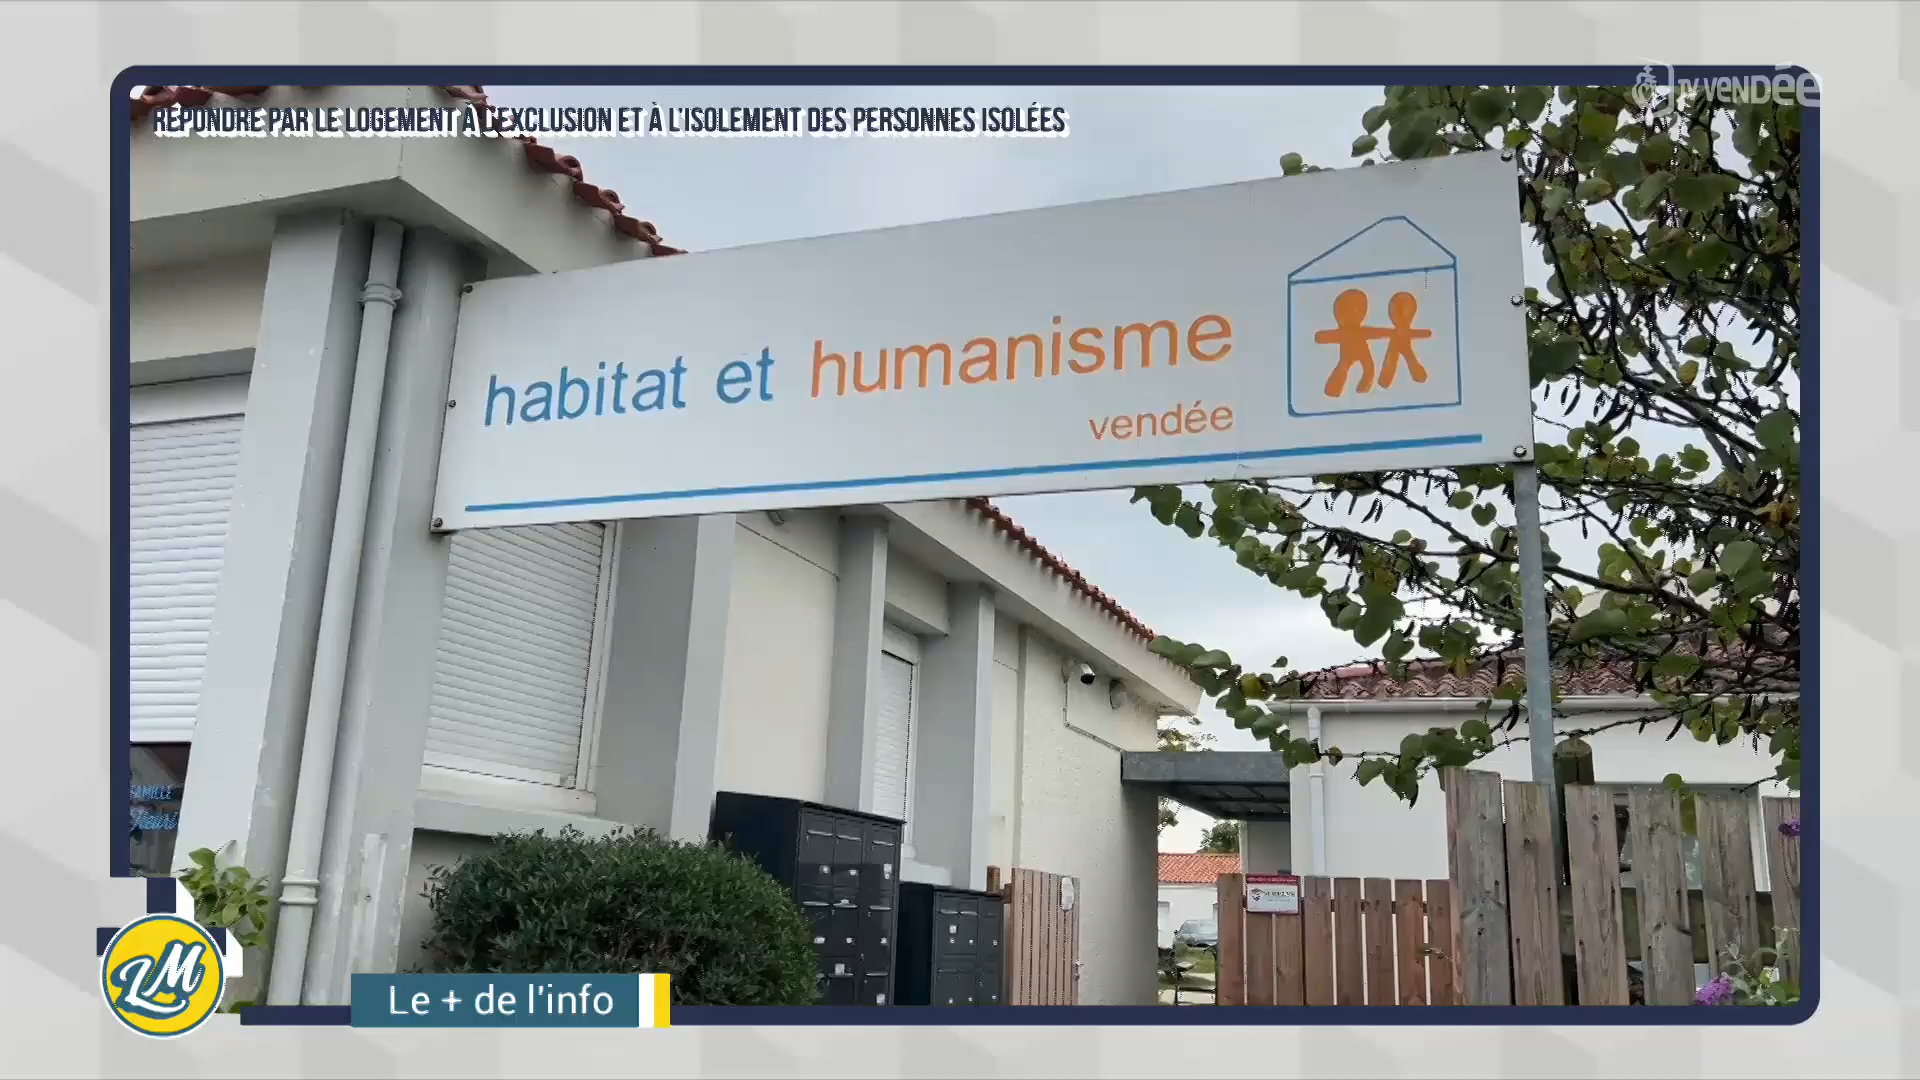 RÉPONDRE PAR LE LOGEMENT À L'EXCLUSION ET À L'ISOLEMENT DES PERSONNES ISOLÉES
TV VENDÉE
habitat et humanisme
vendée
FAMILLE
LM
Le + de l'info